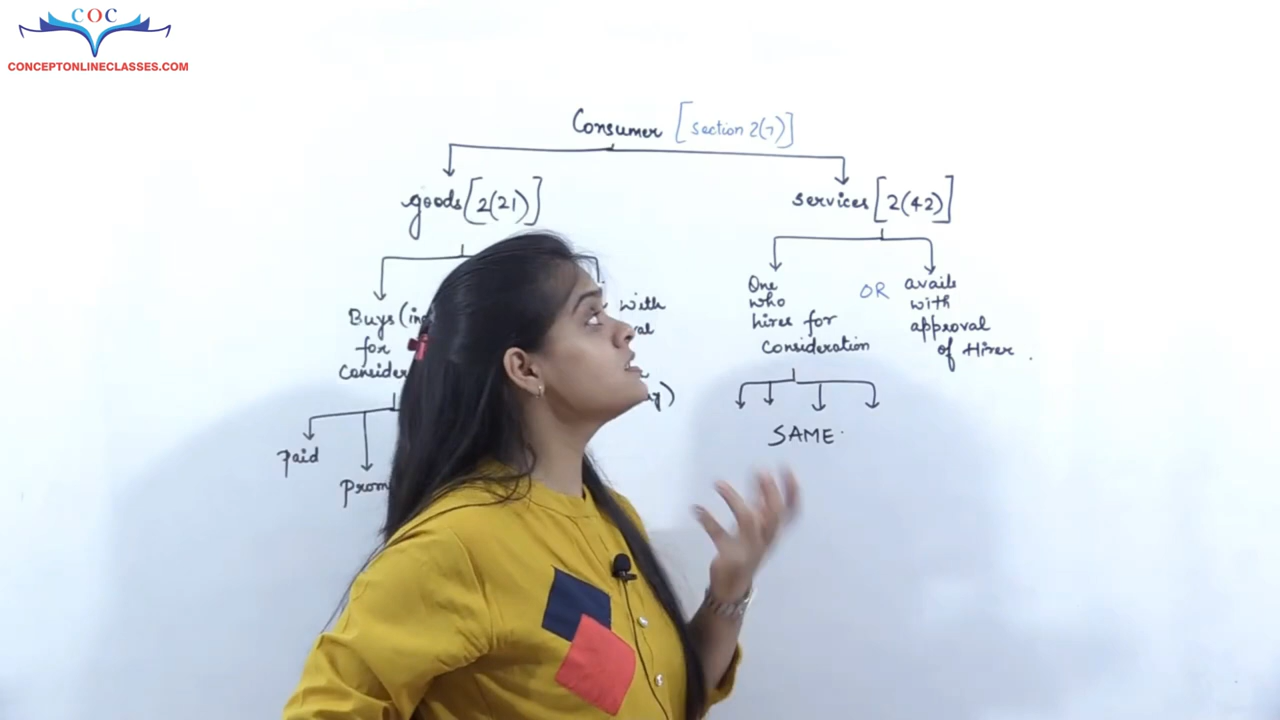 COC
CONCEPTONLINECLASSES.COM
Consumer [section 2(7)]
goods [2(21)]
services [2(42)]
Buys
for
with
One
who
hires for
Consideration
OR
avails
with
approval
of Hirer.
Paid
SAME.